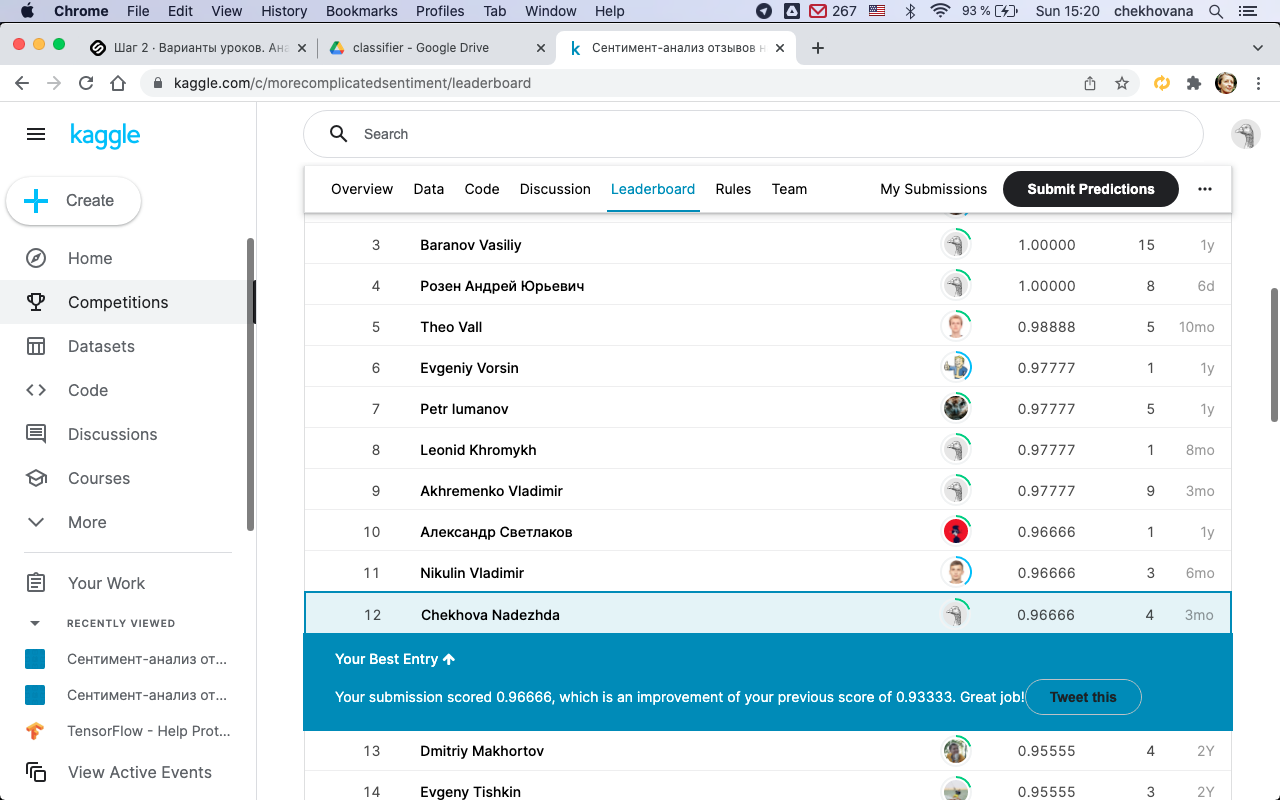 Chrome File Edit View History Bookmarks Profiles Tab Window Help 267 93 % Sun 15:20 chekhovana
Шаг 2 · Варианты уроков. Ана
classifier - Google Drive
Сентимент-анализ отзывов н
kaggle.com/c/morecomplicatedsentiment/leaderboard
kaggle
Search
Overview Data Code Discussion Leaderboard Rules Team My Submissions Submit Predictions
Create
Home
Competitions
Datasets
Code
Discussions
Courses
More
Your Work
RECENTLY VIEWED
Сентимент-анализ от...
Сентимент-анализ от...
TensorFlow - Help Prot...
View Active Events
3 Baranov Vasiliy 1.00000 15 1y
4 Розен Андрей Юрьевич 1.00000 8 6d
5 Theo Vall 0.98888 5 10mo
6 Evgeniy Vorsin 0.97777 1 1y
7 Petr Iumanov 0.97777 5 1y
8 Leonid Khromykh 0.97777 1 8mo
9 Akhremenko Vladimir 0.97777 9 3mo
10 Александр Светлаков 0.96666 1 1y
11 Nikulin Vladimir 0.96666 3 6mo
12 Chekhova Nadezhda 0.96666 4 3mo
Your Best Entry
Your submission scored 0.96666, which is an improvement of your previous score of 0.93333. Great job! Tweet this
13 Dmitriy Makhortov 0.95555 4 2Y
14 Evgeny Tishkin 0.95555 3 2Y